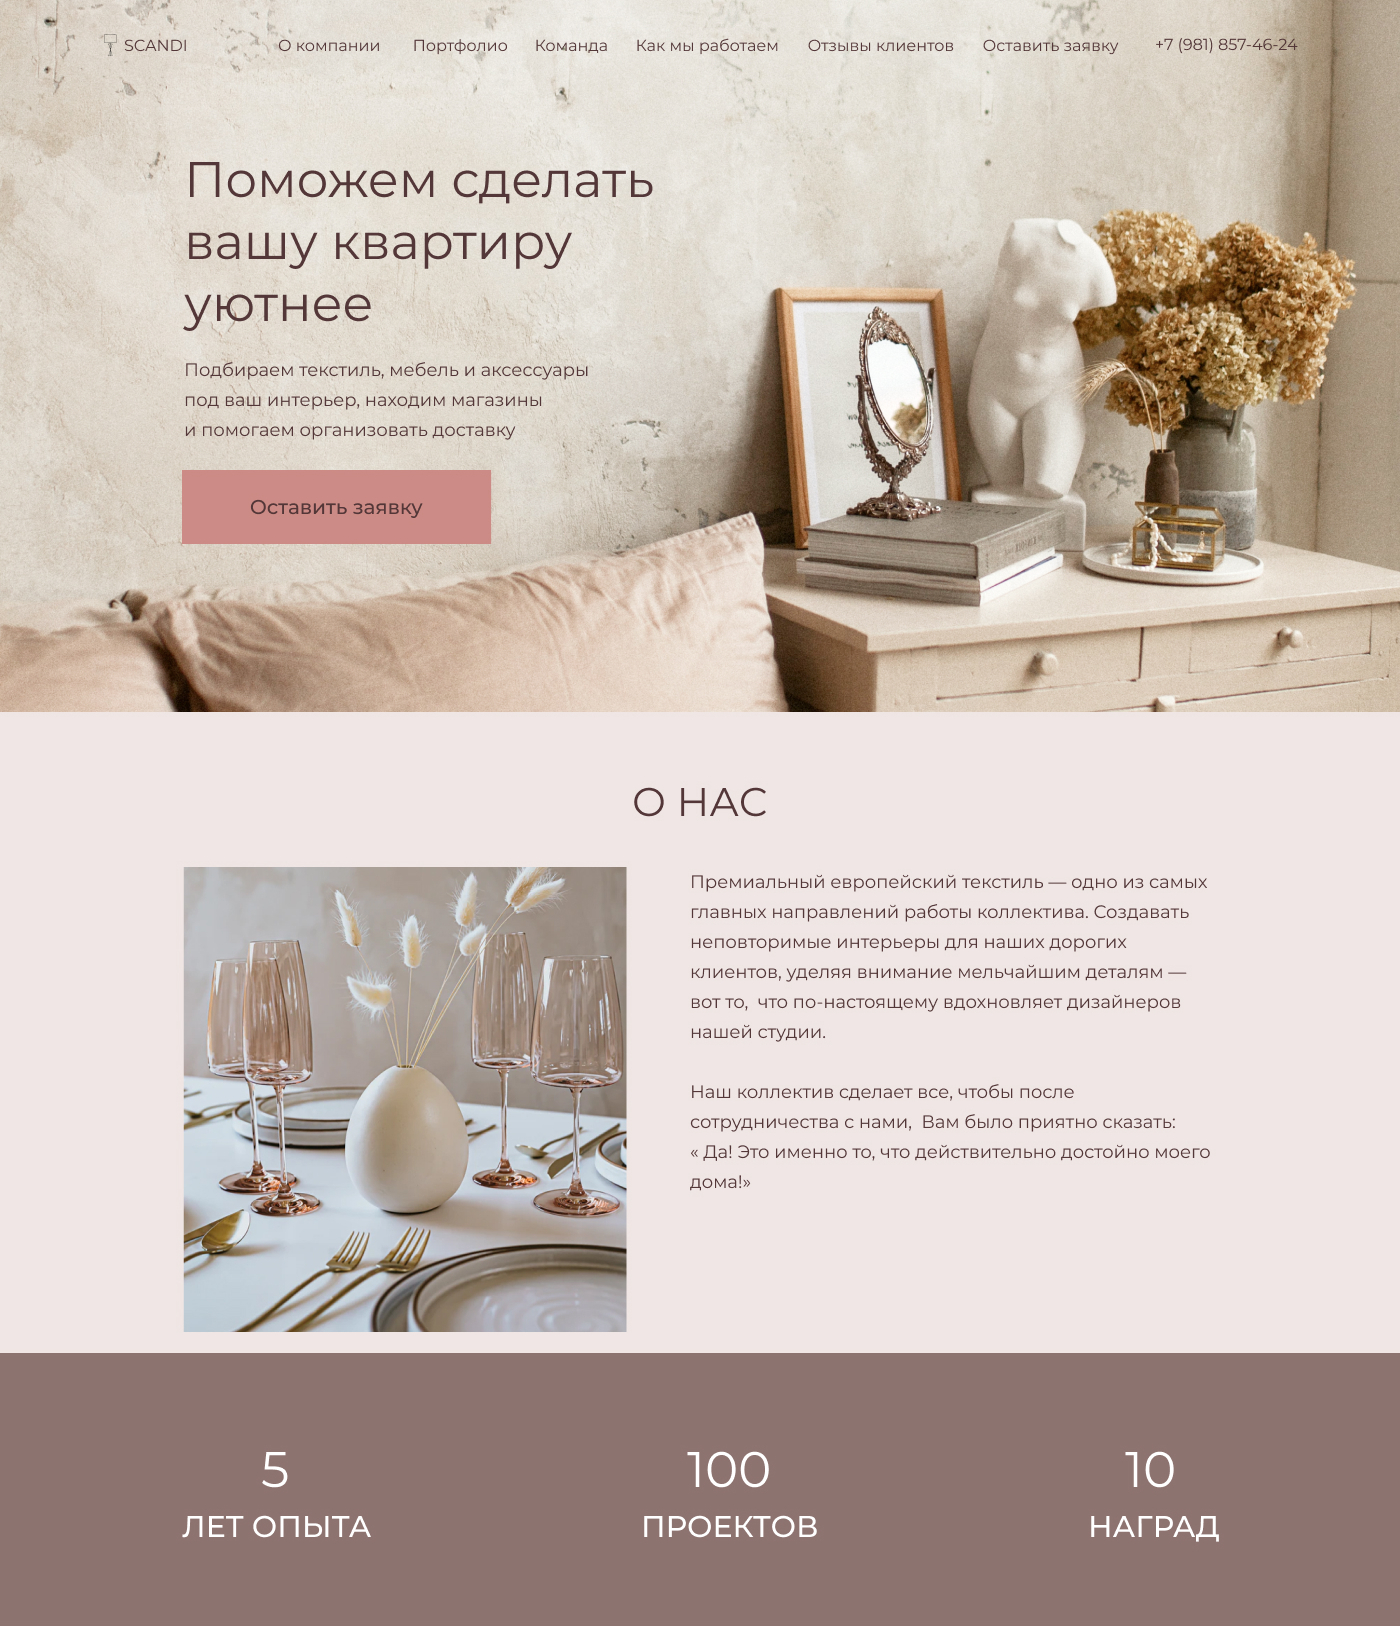 SCANDI О компании Портфолио Команда Как мы работаем Отзывы клиентов Оставить заявку +7 (981) 857-46-24
Поможем сделать
вашу квартиру
уютнее
Подбираем текстиль, мебель и аксессуары
под ваш интерьер, находим магазины
и помогаем организовать доставку
Оставить заявку
О НАС
Премиальный европейский текстиль — одно из самых
главных направлений работы коллектива. Создавать
неповторимые интерьеры для наших дорогих
клиентов, уделяя внимание мельчайшим деталям —
вот то,  что по-настоящему вдохновляет дизайнеров
нашей студии.
Наш коллектив сделает все, чтобы после
сотрудничества с нами,  Вам было приятно сказать:
« Да! Это именно то, что действительно достойно моего
дома!»
5
ЛЕТ ОПЫТА
100
ПРОЕКТОВ
10
НАГРАД